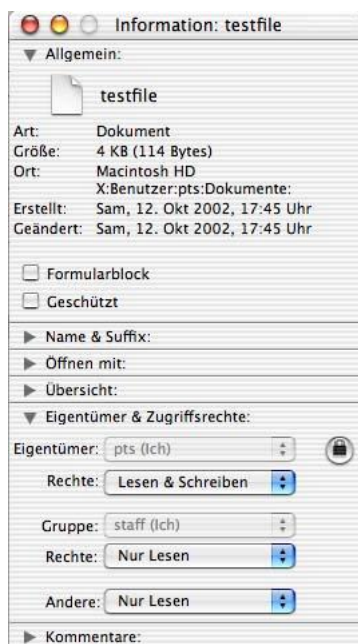 Information: testfile
Allgemein:
testfile
Art: Dokument
Größe: 4 KB (114 Bytes)
Ort: Macintosh HD
X:Benutzer:pts:Dokumente:
Erstellt: Sam, 12. Okt 2002, 17:45 Uhr
Geändert: Sam, 12. Okt 2002, 17:45 Uhr
Formularblock
Geschützt
Name & Suffix:
Öffnen mit:
Übersicht:
Eigentümer & Zugriffsrechte:
Eigentümer: pts (Ich)
Rechte: Lesen & Schreiben
Gruppe: staff (Ich)
Rechte: Nur Lesen
Andere: Nur Lesen
Kommentare: